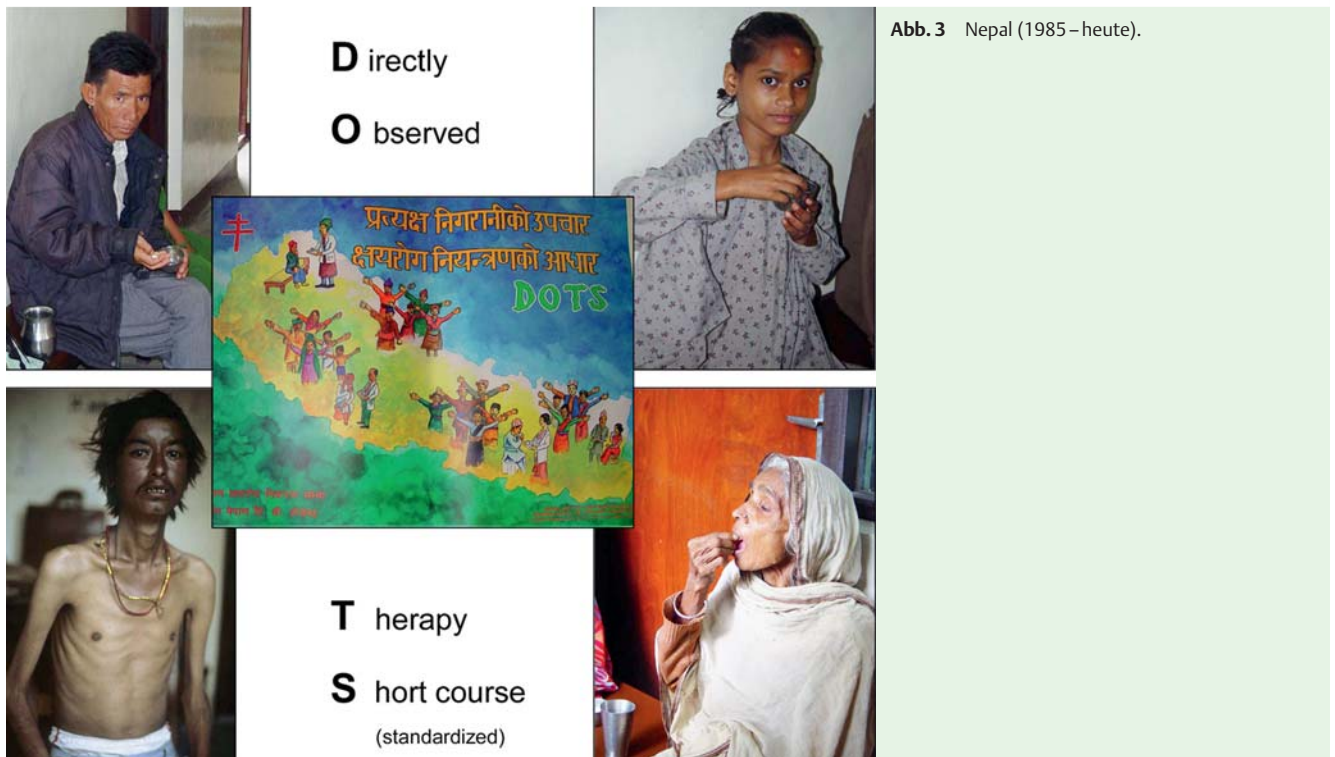 Abb. 3 Nepal (1985 – heute).
D irectly
O bserved
प्रत्यक्ष निगरानीको उपचार
क्षयरोग नियन्त्रणको आधार
DOTS
T herapy
S hort course
(standardized)